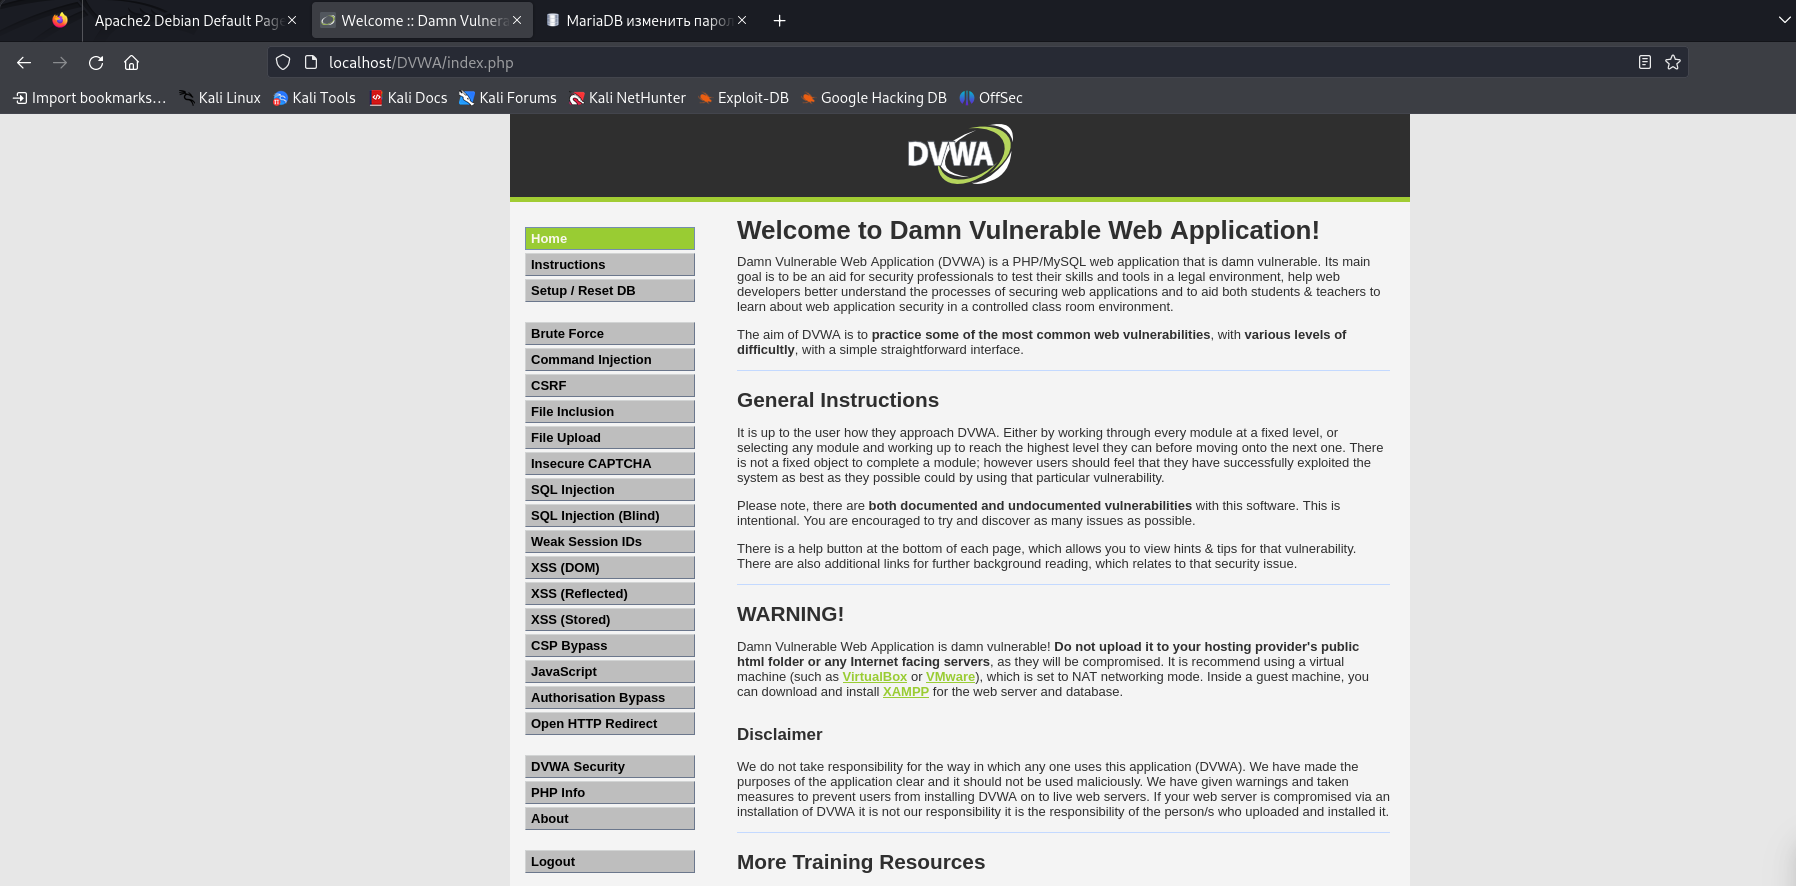 Apache2 Debian Default Page
Welcome :: Damn Vulnera
MariaDB изменить парол
localhost/DVWA/index.php
Import bookmarks…
Kali Linux
Kali Tools
Kali Docs
Kali Forums
Kali NetHunter
Exploit-DB
Google Hacking DB
OffSec
DVWA
Home
Instructions
Setup / Reset DB
Brute Force
Command Injection
CSRF
File Inclusion
File Upload
Insecure CAPTCHA
SQL Injection
SQL Injection (Blind)
Weak Session IDs
XSS (DOM)
XSS (Reflected)
XSS (Stored)
CSP Bypass
JavaScript
Authorisation Bypass
Open HTTP Redirect
DVWA Security
PHP Info
About
Logout
Welcome to Damn Vulnerable Web Application!
Damn Vulnerable Web Application (DVWA) is a PHP/MySQL web application that is damn vulnerable. Its main
goal is to be an aid for security professionals to test their skills and tools in a legal environment, help web
developers better understand the processes of securing web applications and to aid both students & teachers to
learn about web application security in a controlled class room environment.
The aim of DVWA is to practice some of the most common web vulnerabilities, with various levels of
difficultly, with a simple straightforward interface.
General Instructions
It is up to the user how they approach DVWA. Either by working through every module at a fixed level, or
selecting any module and working up to reach the highest level they can before moving onto the next one. There
is not a fixed object to complete a module; however users should feel that they have successfully exploited the
system as best as they possible could by using that particular vulnerability.
Please note, there are both documented and undocumented vulnerabilities with this software. This is
intentional. You are encouraged to try and discover as many issues as possible.
There is a help button at the bottom of each page, which allows you to view hints & tips for that vulnerability.
There are also additional links for further background reading, which relates to that security issue.
WARNING!
Damn Vulnerable Web Application is damn vulnerable! Do not upload it to your hosting provider's public
html folder or any Internet facing servers, as they will be compromised. It is recommend using a virtual
machine (such as VirtualBox or VMware), which is set to NAT networking mode. Inside a guest machine, you
can download and install XAMPP for the web server and database.
Disclaimer
We do not take responsibility for the way in which any one uses this application (DVWA). We have made the
purposes of the application clear and it should not be used maliciously. We have given warnings and taken
measures to prevent users from installing DVWA on to live web servers. If your web server is compromised via an
installation of DVWA it is not our responsibility it is the responsibility of the person/s who uploaded and installed it.
More Training Resources